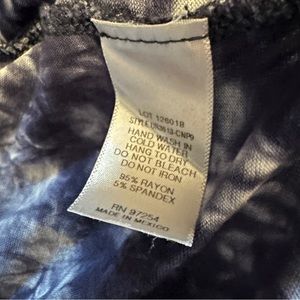 LOT 12601B
HAND WASH IN
COLD WATER
HANG TO DRY
DO NOT BLEACH
DO NOT IRON
95% RAYON
5% SPANDEX
RN 97254
MADE IN MEXICO